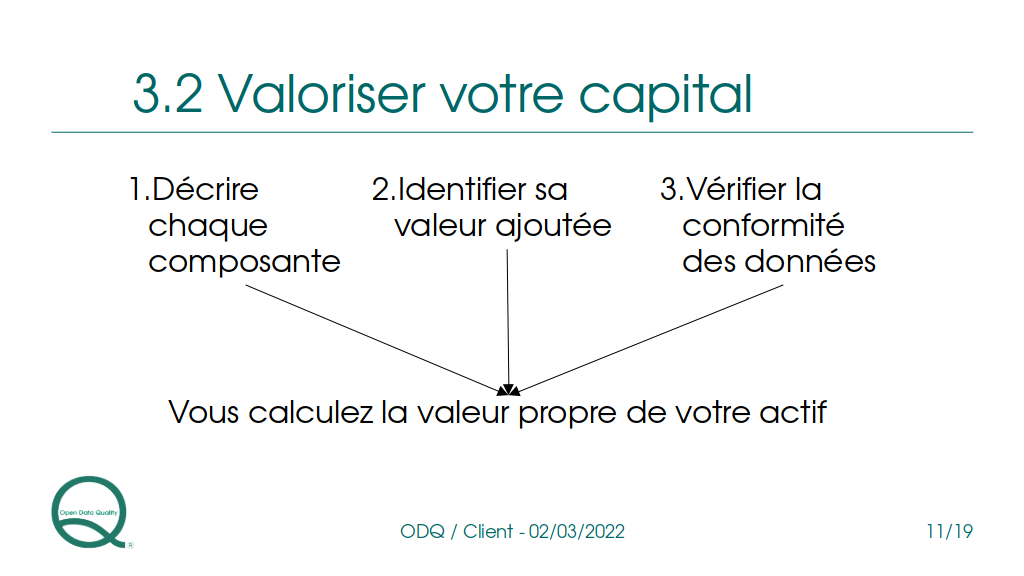 3.2 Valoriser votre capital
1.Décrire
chaque
composante
2.Identifier sa
valeur ajoutée
3.Vérifier la
conformité
des données
Vous calculez la valeur propre de votre actif
Open Data Quality
®
ODQ / Client - 02/03/2022
11/19